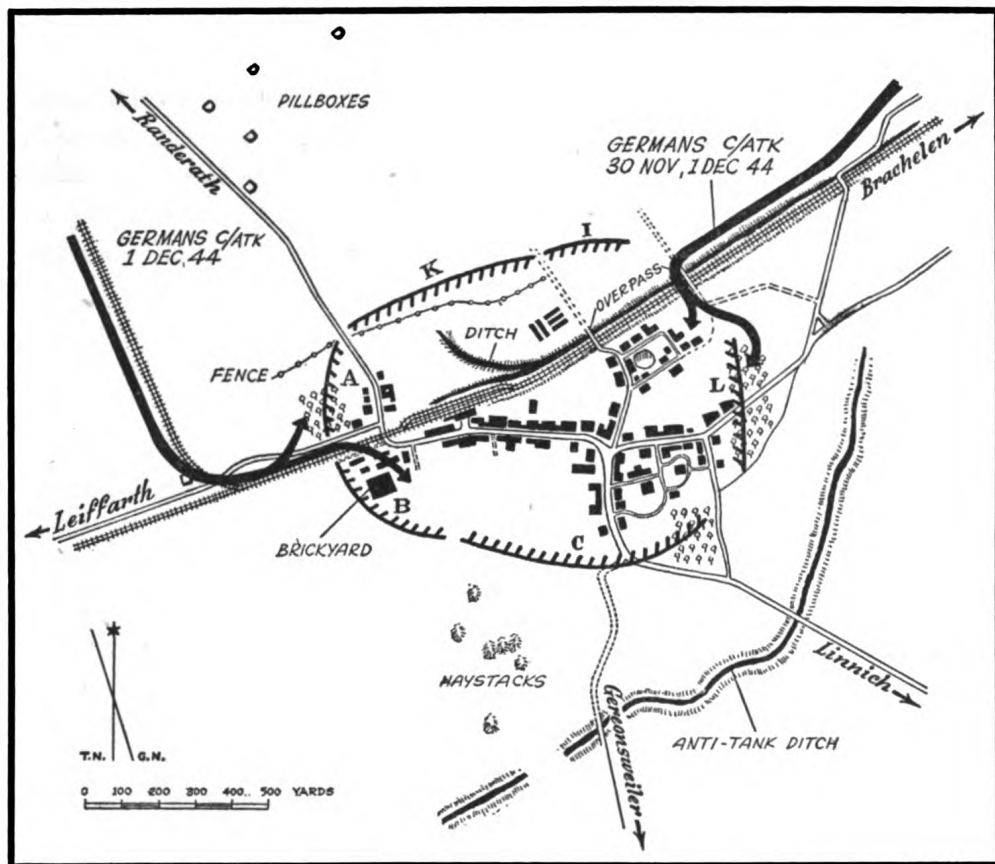 PILLBOXES
Randerath
GERMANS C/ATK
30 NOV, 1 DEC 44
Brachelen
GERMANS C/ATK
1 DEC, 44
I
K
OVERPASS
DITCH
FENCE
A
L
Leiffarth
B
C
BRICKYARD
HAYSTACKS
Linnich
Gereonsweiler
ANTI-TANK DITCH
T.N. G.N.
0 100 200 300 400.. 500 YARDS